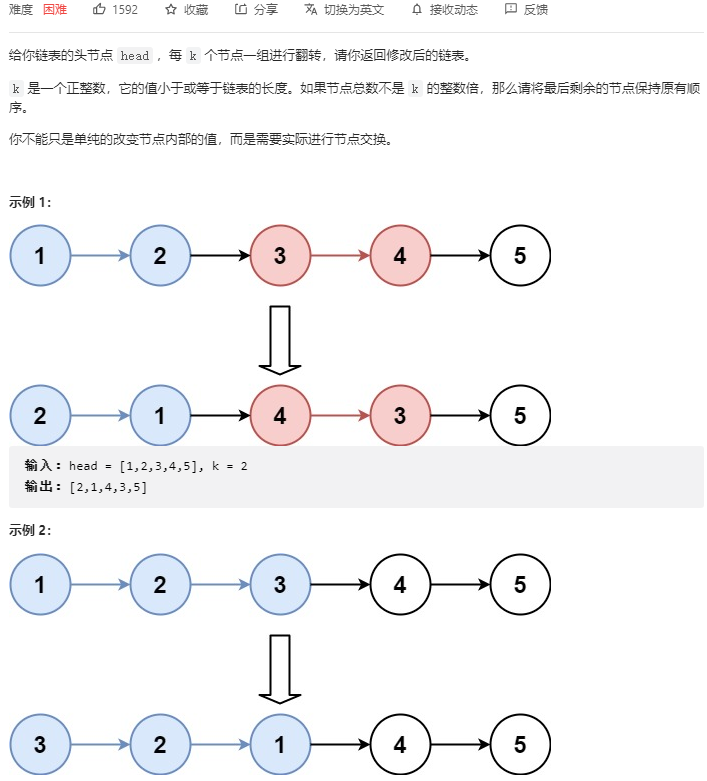 难度 困难 1592 收藏 分享 切换为英文 接收动态 反馈
给你链表的头节点 head ，每 k 个节点一组进行翻转，请你返回修改后的链表。
k 是一个正整数，它的值小于或等于链表的长度。如果节点总数不是 k 的整数倍，那么请将最后剩余的节点保持原有顺
序。
你不能只是单纯的改变节点内部的值，而是需要实际进行节点交换。
示例 1：
1 2 3 4 5
2 1 4 3 5
输入：head = [1,2,3,4,5], k = 2
输出：[2,1,4,3,5]
示例 2：
1 2 3 4 5
3 2 1 4 5